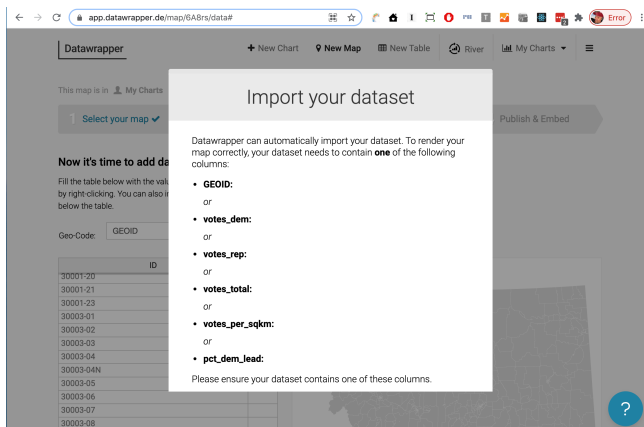 app.datawrapper.de/map/6A8rs/data#
Error
Datawrapper
+ New Chart
New Map
New Table
River
My Charts
This map is in My Charts
Import your dataset
1 Select your map
Publish & Embed
Datawrapper can automatically import your dataset. To render your
map correctly, your dataset needs to contain one of the following
columns:
Now it's time to add da
Fill the table below with the valu
by right-clicking. You can also i
below the table.
• GEOID:
or
• votes_dem:
or
• votes_rep:
or
• votes_total:
or
• votes_per_sqkm:
or
• pct_dem_lead:
Please ensure your dataset contains one of these columns.
Geo-Code:
GEOID
ID
30001-20
30001-21
30001-23
30003-01
30003-02
30003-03
30003-04
30003-04N
30003-05
30003-06
30003-07
30003-08
?